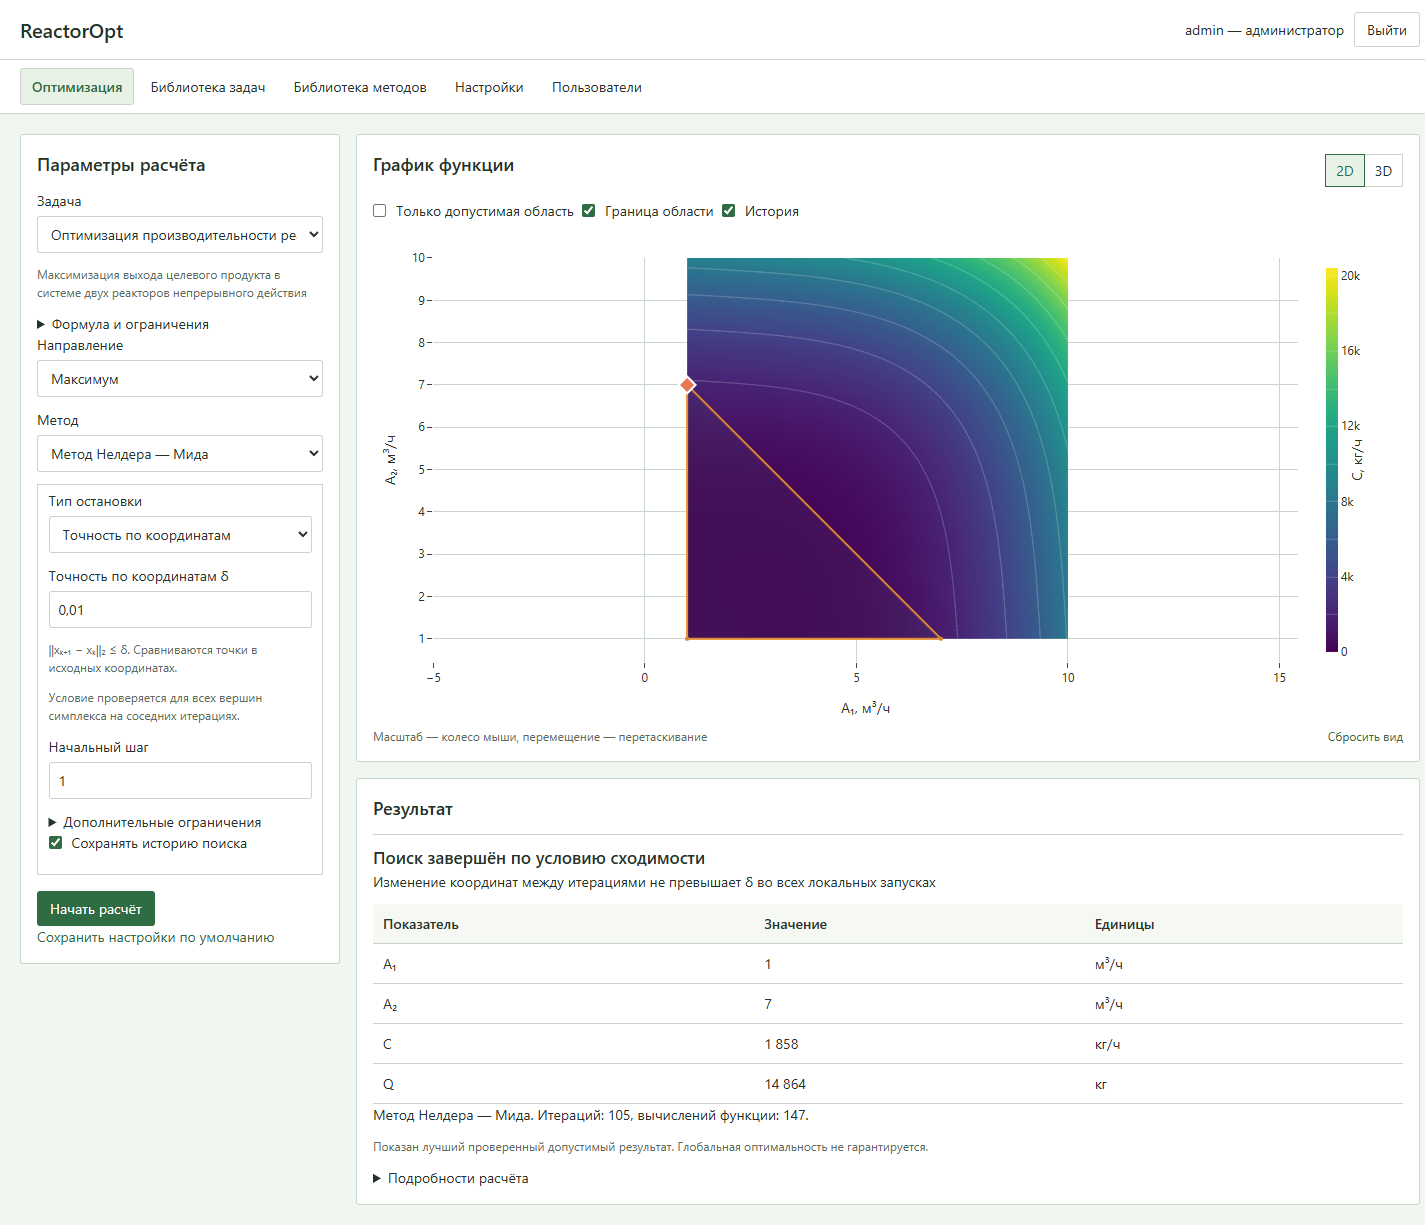 ReactorOpt
admin — администратор
Выйти
Оптимизация
Библиотека задач
Библиотека методов
Настройки
Пользователи
Параметры расчёта
Задача
Оптимизация производительности ре
Максимизация выхода целевого продукта в
системе двух реакторов непрерывного действия
Формула и ограничения
Направление
Максимум
Метод
Метод Нелдера — Мида
Тип остановки
Точность по координатам
Точность по координатам δ
0,01
||xₖ₊₁ − xₖ||₂ ≤ δ. Сравниваются точки в
исходных координатах.
Условие проверяется для всех вершин
симплекса на соседних итерациях.
Начальный шаг
1
Дополнительные ограничения
Сохранять историю поиска
Начать расчёт
Сохранить настройки по умолчанию
График функции
2D
3D
Только допустимая область
Граница области
История
10
9
8
7
6
5
4
3
2
1
A₂, м³/ч
−5
0
5
10
15
A₁, м³/ч
20k
16k
12k
8k
4k
0
C, кг/ч
Масштаб — колесо мыши, перемещение — перетаскивание
Сбросить вид
Результат
Поиск завершён по условию сходимости
Изменение координат между итерациями не превышает δ во всех локальных запусках
Показатель Значение Единицы
A₁ 1 м³/ч
A₂ 7 м³/ч
C 1 858 кг/ч
Q 14 864 кг
Метод Нелдера — Мида. Итераций: 105, вычислений функции: 147.
Показан лучший проверенный допустимый результат. Глобальная оптимальность не гарантируется.
Подробности расчёта